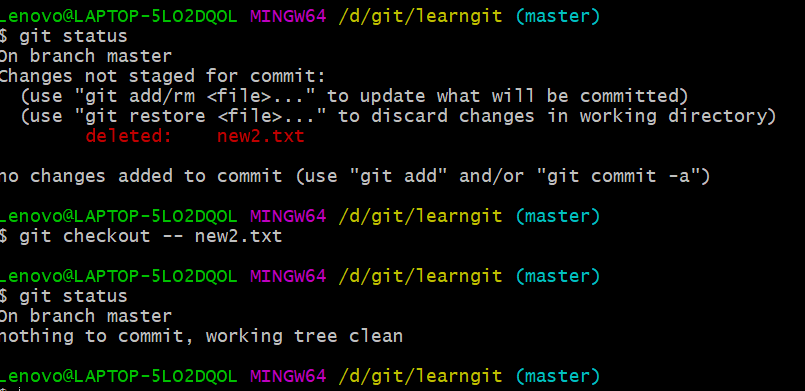 Lenovo@LAPTOP-5LO2DQOL MINGW64 /d/git/learngit (master)
$ git status
On branch master
Changes not staged for commit:
  (use "git add/rm <file>..." to update what will be committed)
  (use "git restore <file>..." to discard changes in working directory)
        deleted:    new2.txt

no changes added to commit (use "git add" and/or "git commit -a")

Lenovo@LAPTOP-5LO2DQOL MINGW64 /d/git/learngit (master)
$ git checkout -- new2.txt

Lenovo@LAPTOP-5LO2DQOL MINGW64 /d/git/learngit (master)
$ git status
On branch master
nothing to commit, working tree clean

Lenovo@LAPTOP-5LO2DQOL MINGW64 /d/git/learngit (master)